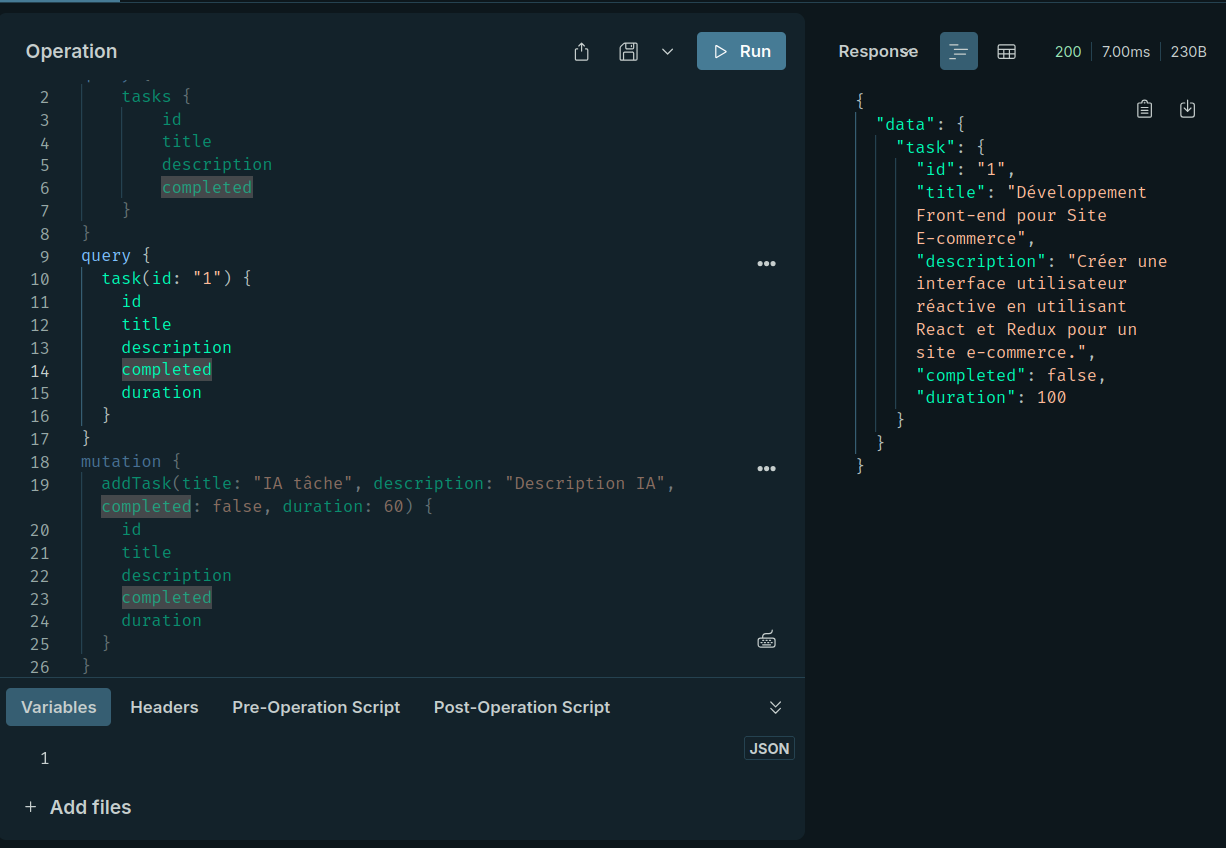 Operation
Run
2 tasks {
3 id
4 title
5 description
6 completed
7 }
8 }
9 query {
10 task(id: "1") {
11 id
12 title
13 description
14 completed
15 duration
16 }
17 }
18 mutation {
19 addTask(title: "IA tâche", description: "Description IA",
completed: false, duration: 60) {
20 id
21 title
22 description
23 completed
24 duration
25 }
26 }
Variables Headers Pre-Operation Script Post-Operation Script
1
JSON
+ Add files
Response 200 7.00ms 230B
{
"data": {
"task": {
"id": "1",
"title": "Développement
Front-end pour Site
E-commerce",
"description": "Créer une
interface utilisateur
réactive en utilisant
React et Redux pour un
site e-commerce.",
"completed": false,
"duration": 100
}
}
}